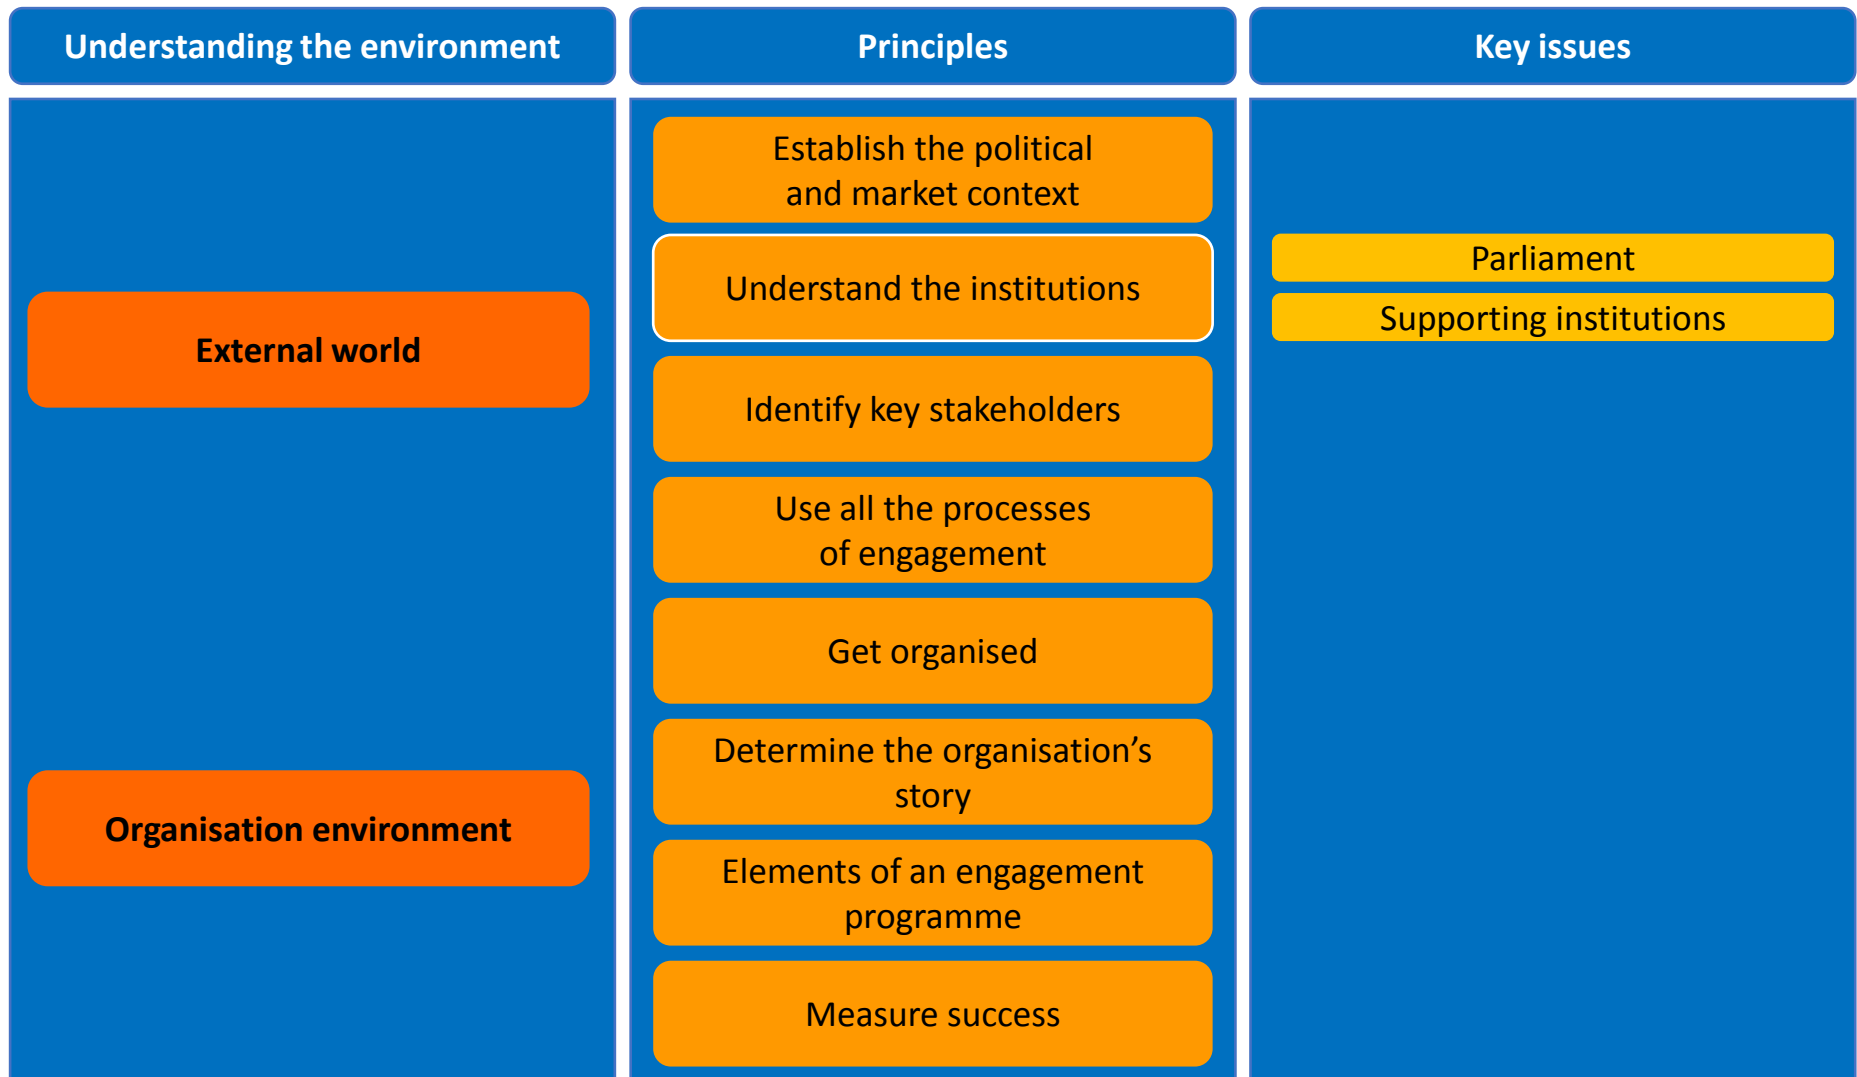 Understanding the environment
Principles
Key issues
External world
Organisation environment
Establish the political
and market context
Understand the institutions
Identify key stakeholders
Use all the processes
of engagement
Get organised
Determine the organisation’s
story
Elements of an engagement
programme
Measure success
Parliament
Supporting institutions